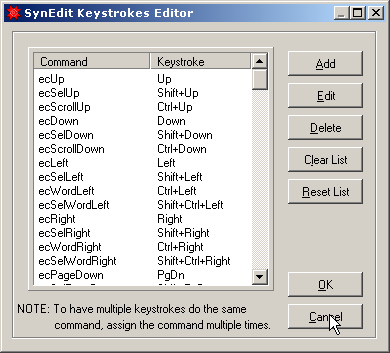 SynEdit Keystrokes Editor
Command Keystroke
ecUp Up
ecSelUp Shift+Up
ecScrollUp Ctrl+Up
ecDown Down
ecSelDown Shift+Down
ecScrollDown Ctrl+Down
ecLeft Left
ecSelLeft Shift+Left
ecWordLeft Ctrl+Left
ecSelWordLeft Shift+Ctrl+Left
ecRight Right
ecSelRight Shift+Right
ecWordRight Ctrl+Right
ecSelWordRight Shift+Ctrl+Right
ecPageDown PgDn
Add
Edit
Delete
Clear List
Reset List
OK
Cancel
NOTE: To have multiple keystrokes do the same
command, assign the command multiple times.